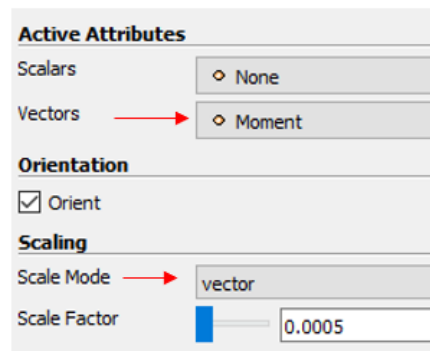 Active Attributes
Scalars None
Vectors Moment
Orientation
Orient
Scaling
Scale Mode vector
Scale Factor 0.0005